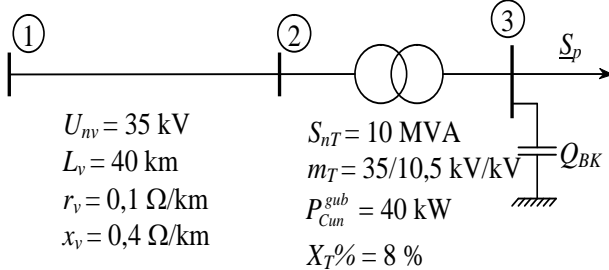 1 2 3 S_p
U_nv = 35 kV
L_v = 40 km
r_v = 0,1 Ω/km
x_v = 0,4 Ω/km
S_nT = 10 MVA
m_T = 35/10,5 kV/kV
P_Cun^gub = 40 kW
X_T% = 8 %
Q_BK